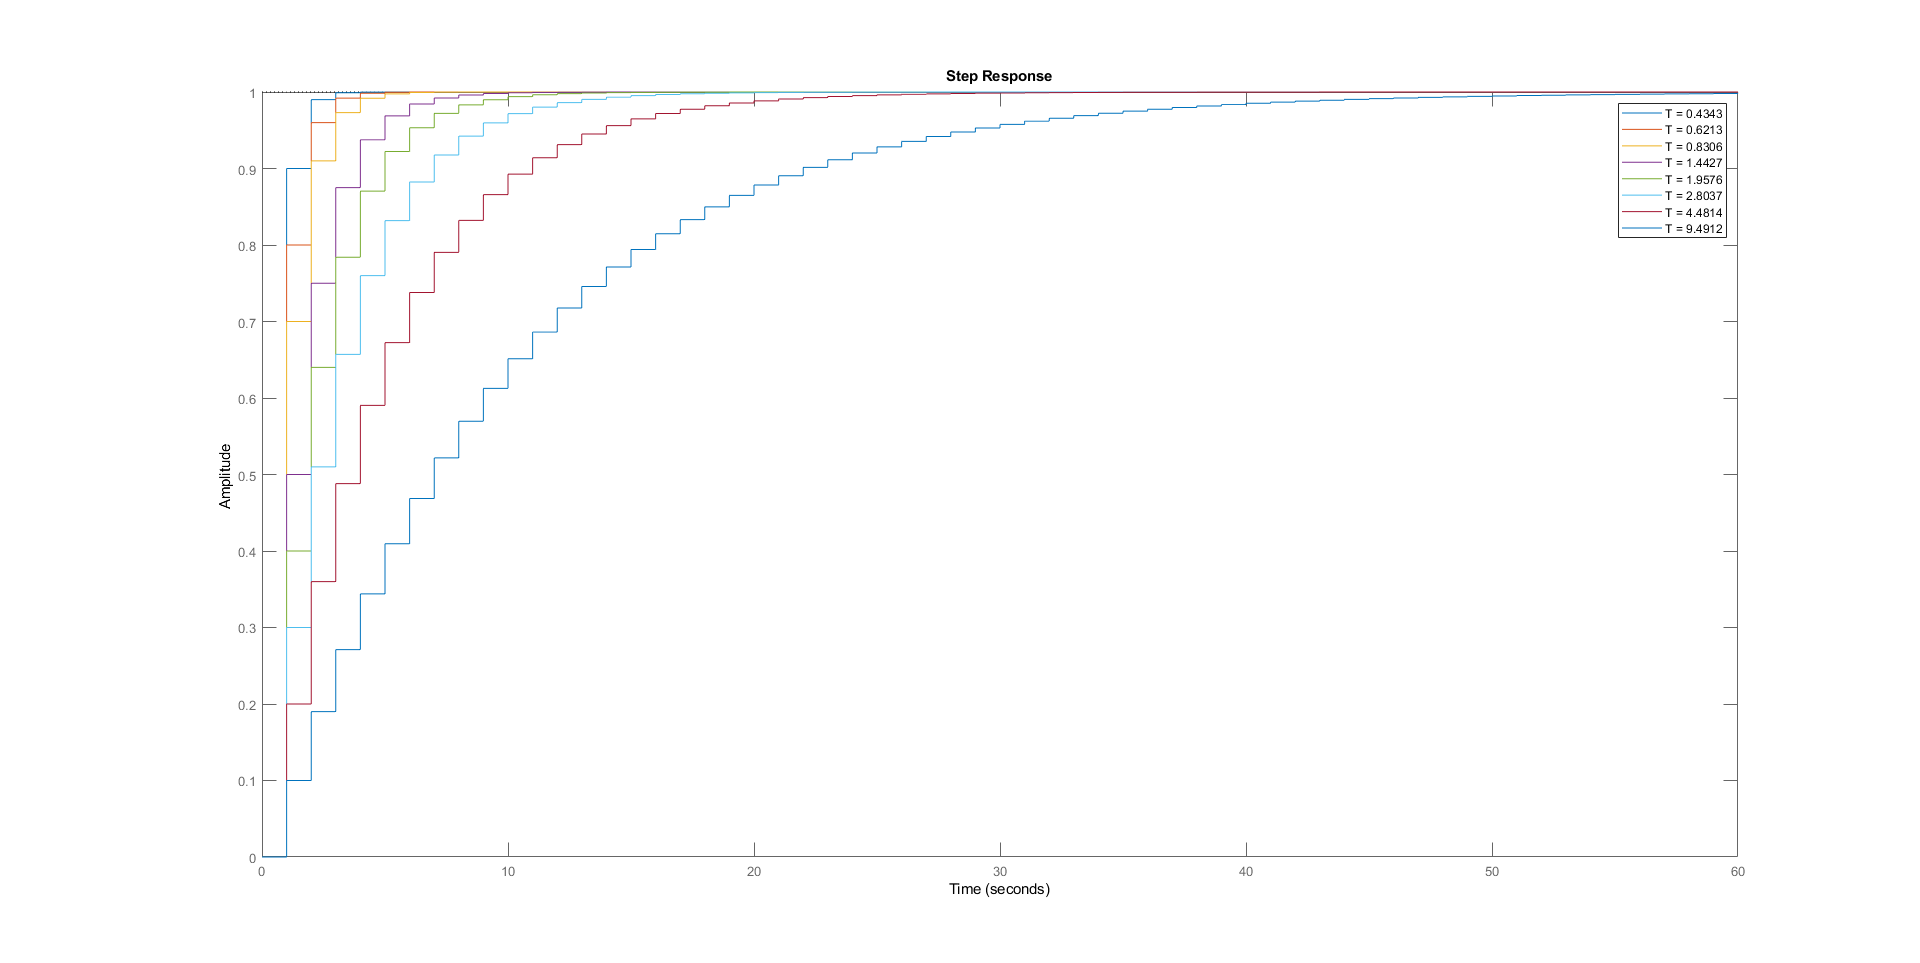 Step Response
1
0.9
0.8
0.7
0.6
0.5
0.4
0.3
0.2
0.1
0
Amplitude
T = 0.4343
T = 0.6213
T = 0.8306
T = 1.4427
T = 1.9576
T = 2.8037
T = 4.4814
T = 9.4912
0 10 20 30 40 50 60
Time (seconds)